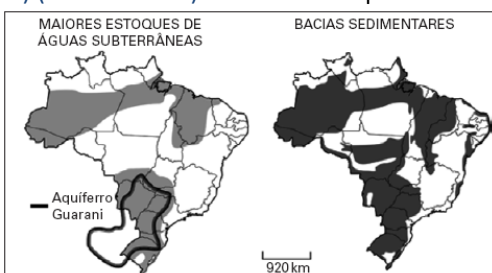 MAIORES ESTOQUES DE
ÁGUAS SUBTERRÂNEAS
BACIAS SEDIMENTARES
Aquífero
Guarani
920 km